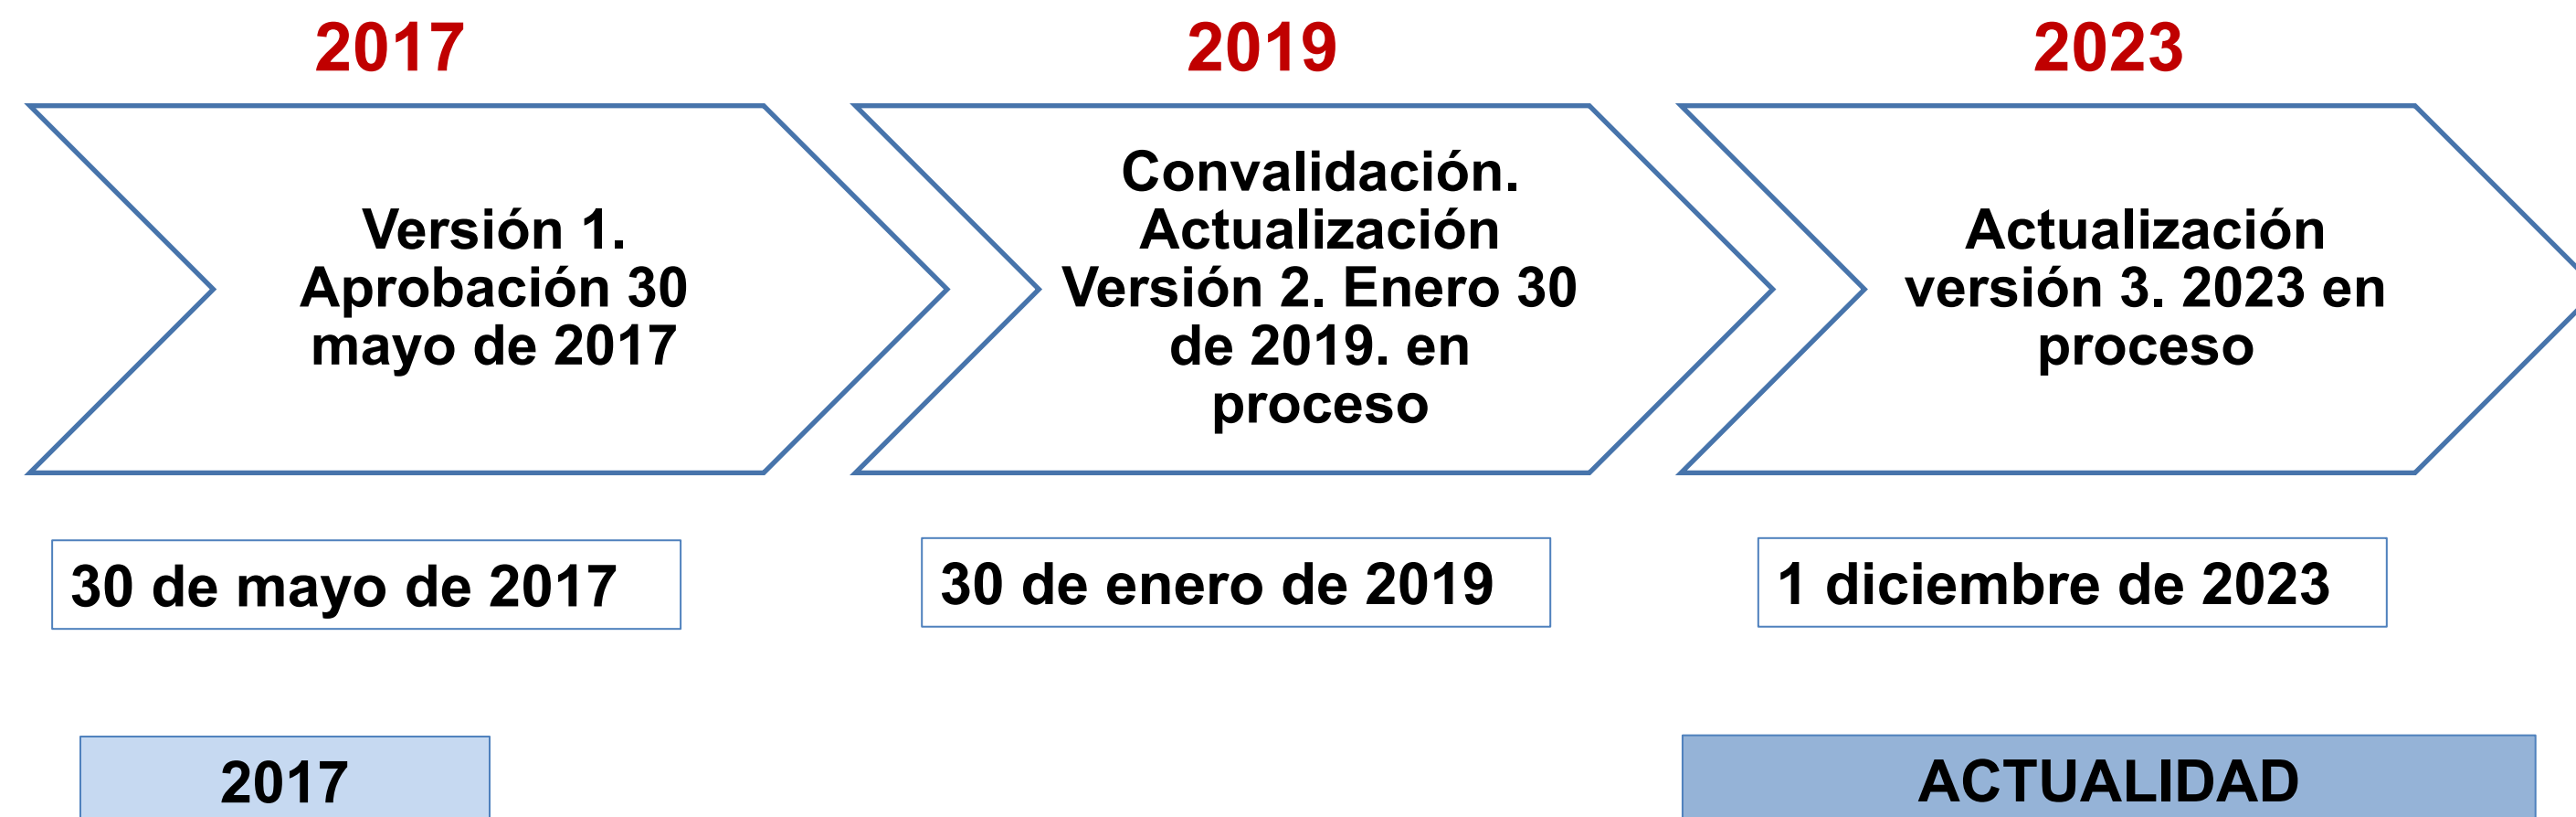 2017
2019
2023
Versión 1.
Aprobación 30
mayo de 2017
Convalidación.
Actualización
Versión 2. Enero 30
de 2019. en
proceso
Actualización
versión 3. 2023 en
proceso
30 de mayo de 2017
30 de enero de 2019
1 diciembre de 2023
2017
ACTUALIDAD